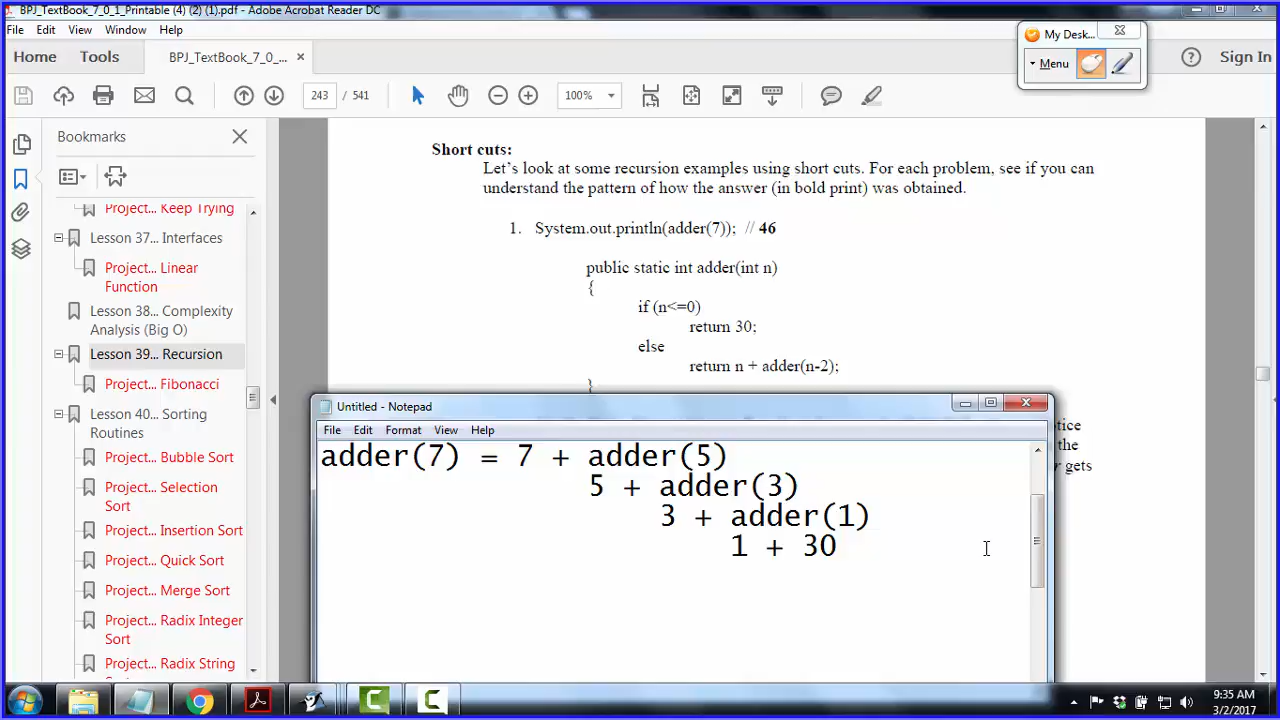 BPJ_TextBook_7_0_1_Printable (4) (2) (1).pdf - Adobe Acrobat Reader DC
File Edit View Window Help
Home Tools BPJ_TextBook_7_0_... Sign In
243 / 541 100%
My Desk...
Menu
Bookmarks
Project... Keep Trying
Lesson 37... Interfaces
Project... Linear
Function
Lesson 38... Complexity
Analysis (Big O)
Lesson 39... Recursion
Project... Fibonacci
Lesson 40... Sorting
Routines
Project... Bubble Sort
Project... Selection
Sort
Project... Insertion Sort
Project... Quick Sort
Project... Merge Sort
Project... Radix Integer
Sort
Project... Radix String
Short cuts:
Let's look at some recursion examples using short cuts. For each problem, see if you can
understand the pattern of how the answer (in bold print) was obtained.
1. System.out.println(adder(7)); // 46
public static int adder(int n)
{
if (n<=0)
return 30;
else
return n + adder(n-2);
}
the
gets
Untitled - Notepad
File Edit Format View Help
adder(7) = 7 + adder(5)
5 + adder(3)
3 + adder(1)
1 + 30
9:35 AM
3/2/2017